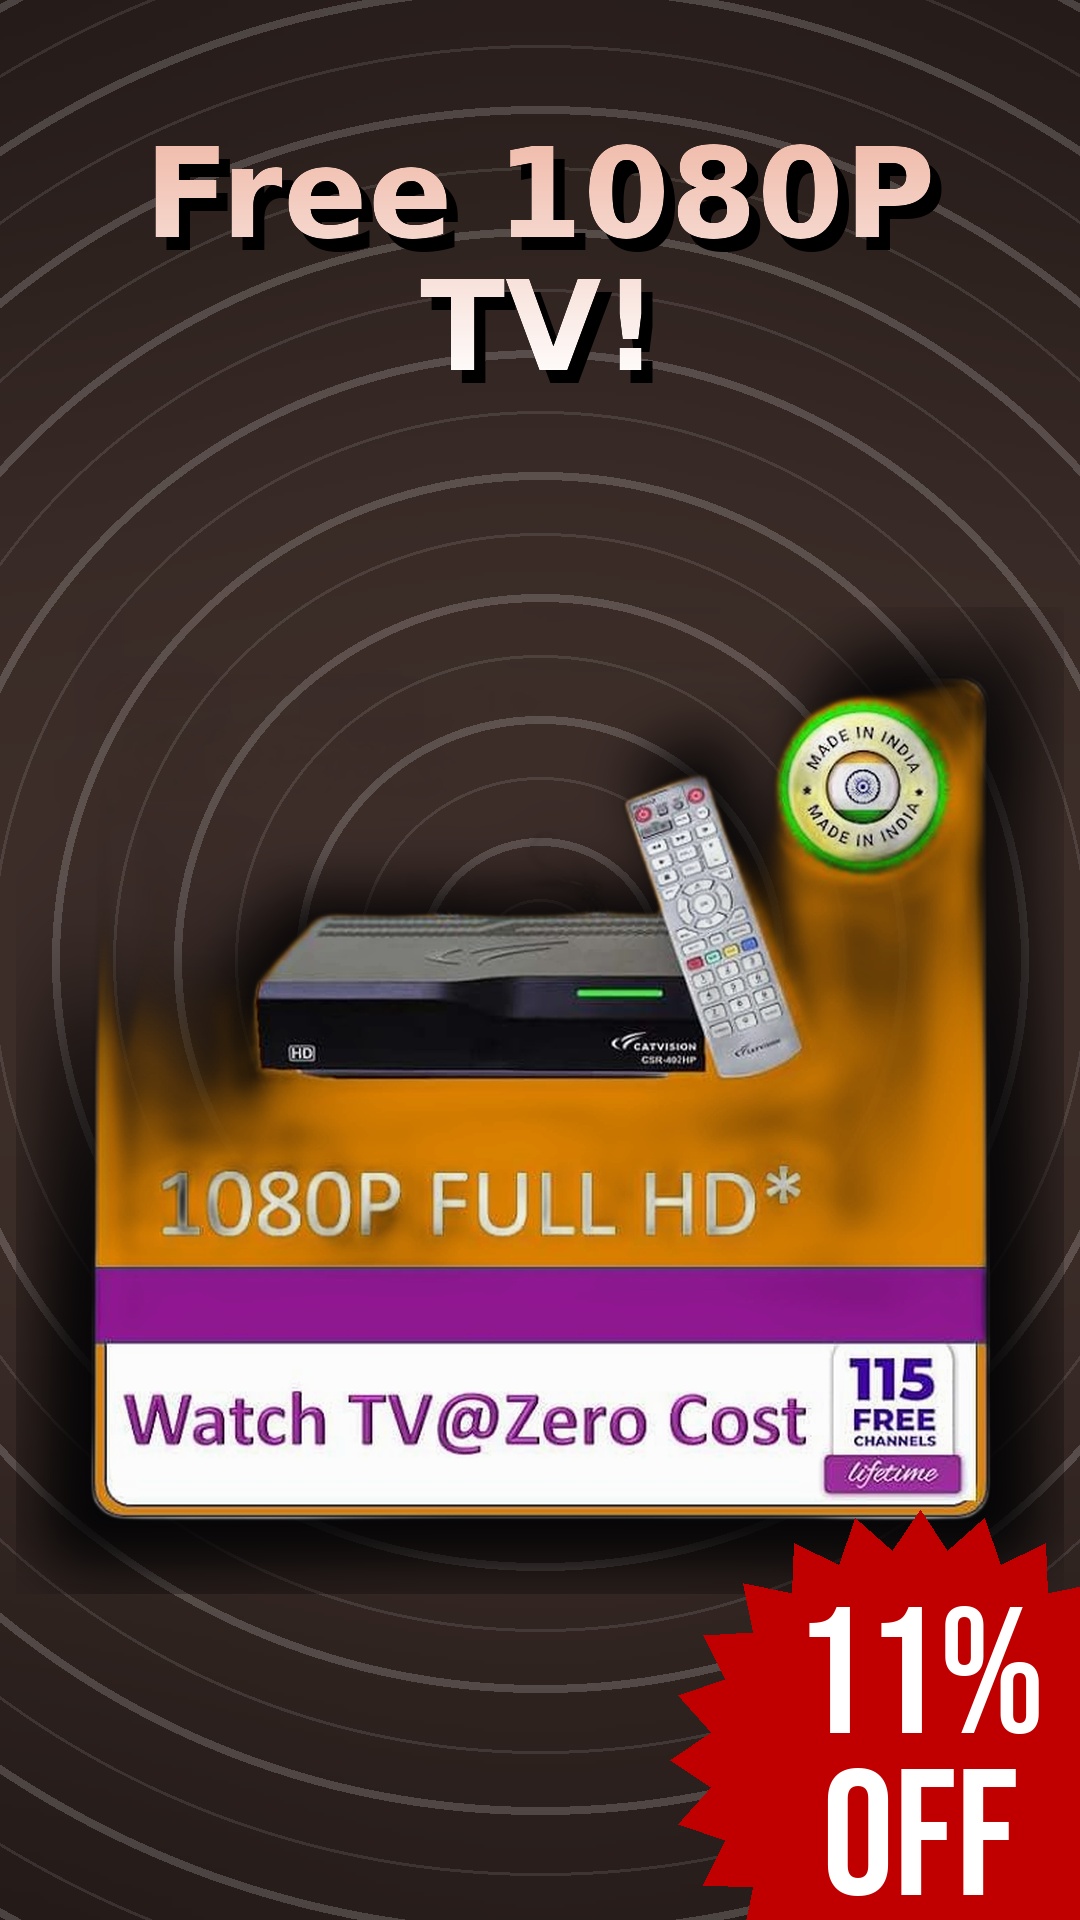 Free 1080P
TV!
MADE IN INDIA
MADE IN INDIA
HD
CATVISION
CSR-402HP
CATVISION
1080P FULL HD*
Watch TV@Zero Cost
115
FREE
CHANNELS
lifetime
11%
OFF